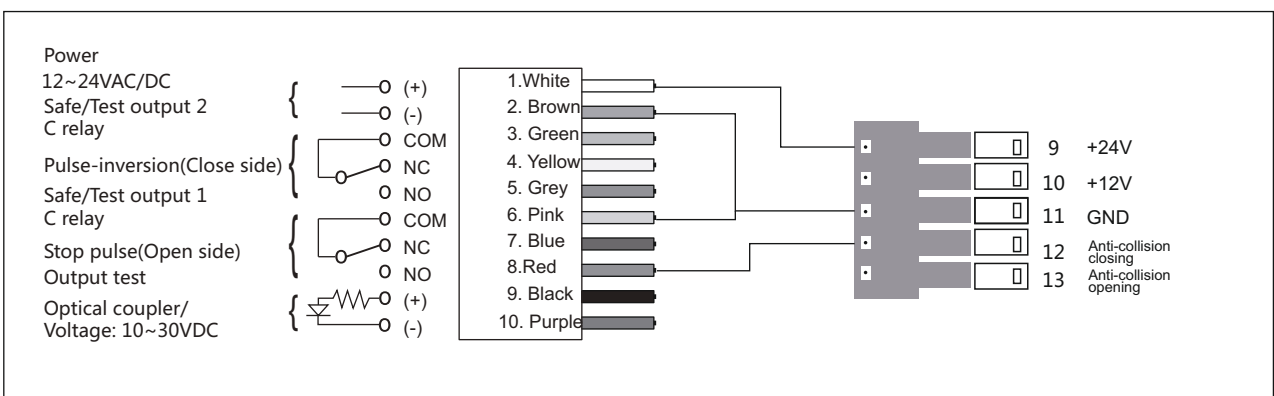 Power
12~24VAC/DC
Safe/Test output 2
C relay
Pulse-inversion(Close side)
Safe/Test output 1
C relay
Stop pulse(Open side)
Output test
Optical coupler/
Voltage: 10~30VDC
(+)
(-)
COM
NC
NO
COM
NC
NO
(+)
(-)
1.White
2. Brown
3. Green
4. Yellow
5. Grey
6. Pink
7. Blue
8.Red
9. Black
10. Purple
9 +24V
10 +12V
11 GND
12 Anti-collision
closing
13 Anti-collision
opening